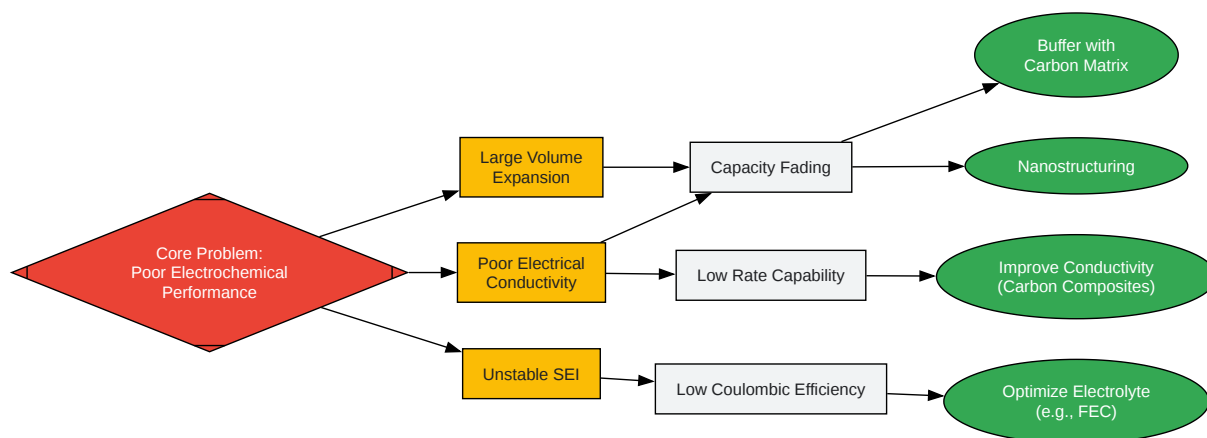 Core Problem:
Poor Electrochemical
Performance
Large Volume
Expansion
Poor Electrical
Conductivity
Unstable SEI
Capacity Fading
Low Rate Capability
Low Coulombic Efficiency
Buffer with
Carbon Matrix
Nanostructuring
Improve Conductivity
(Carbon Composites)
Optimize Electrolyte
(e.g., FEC)